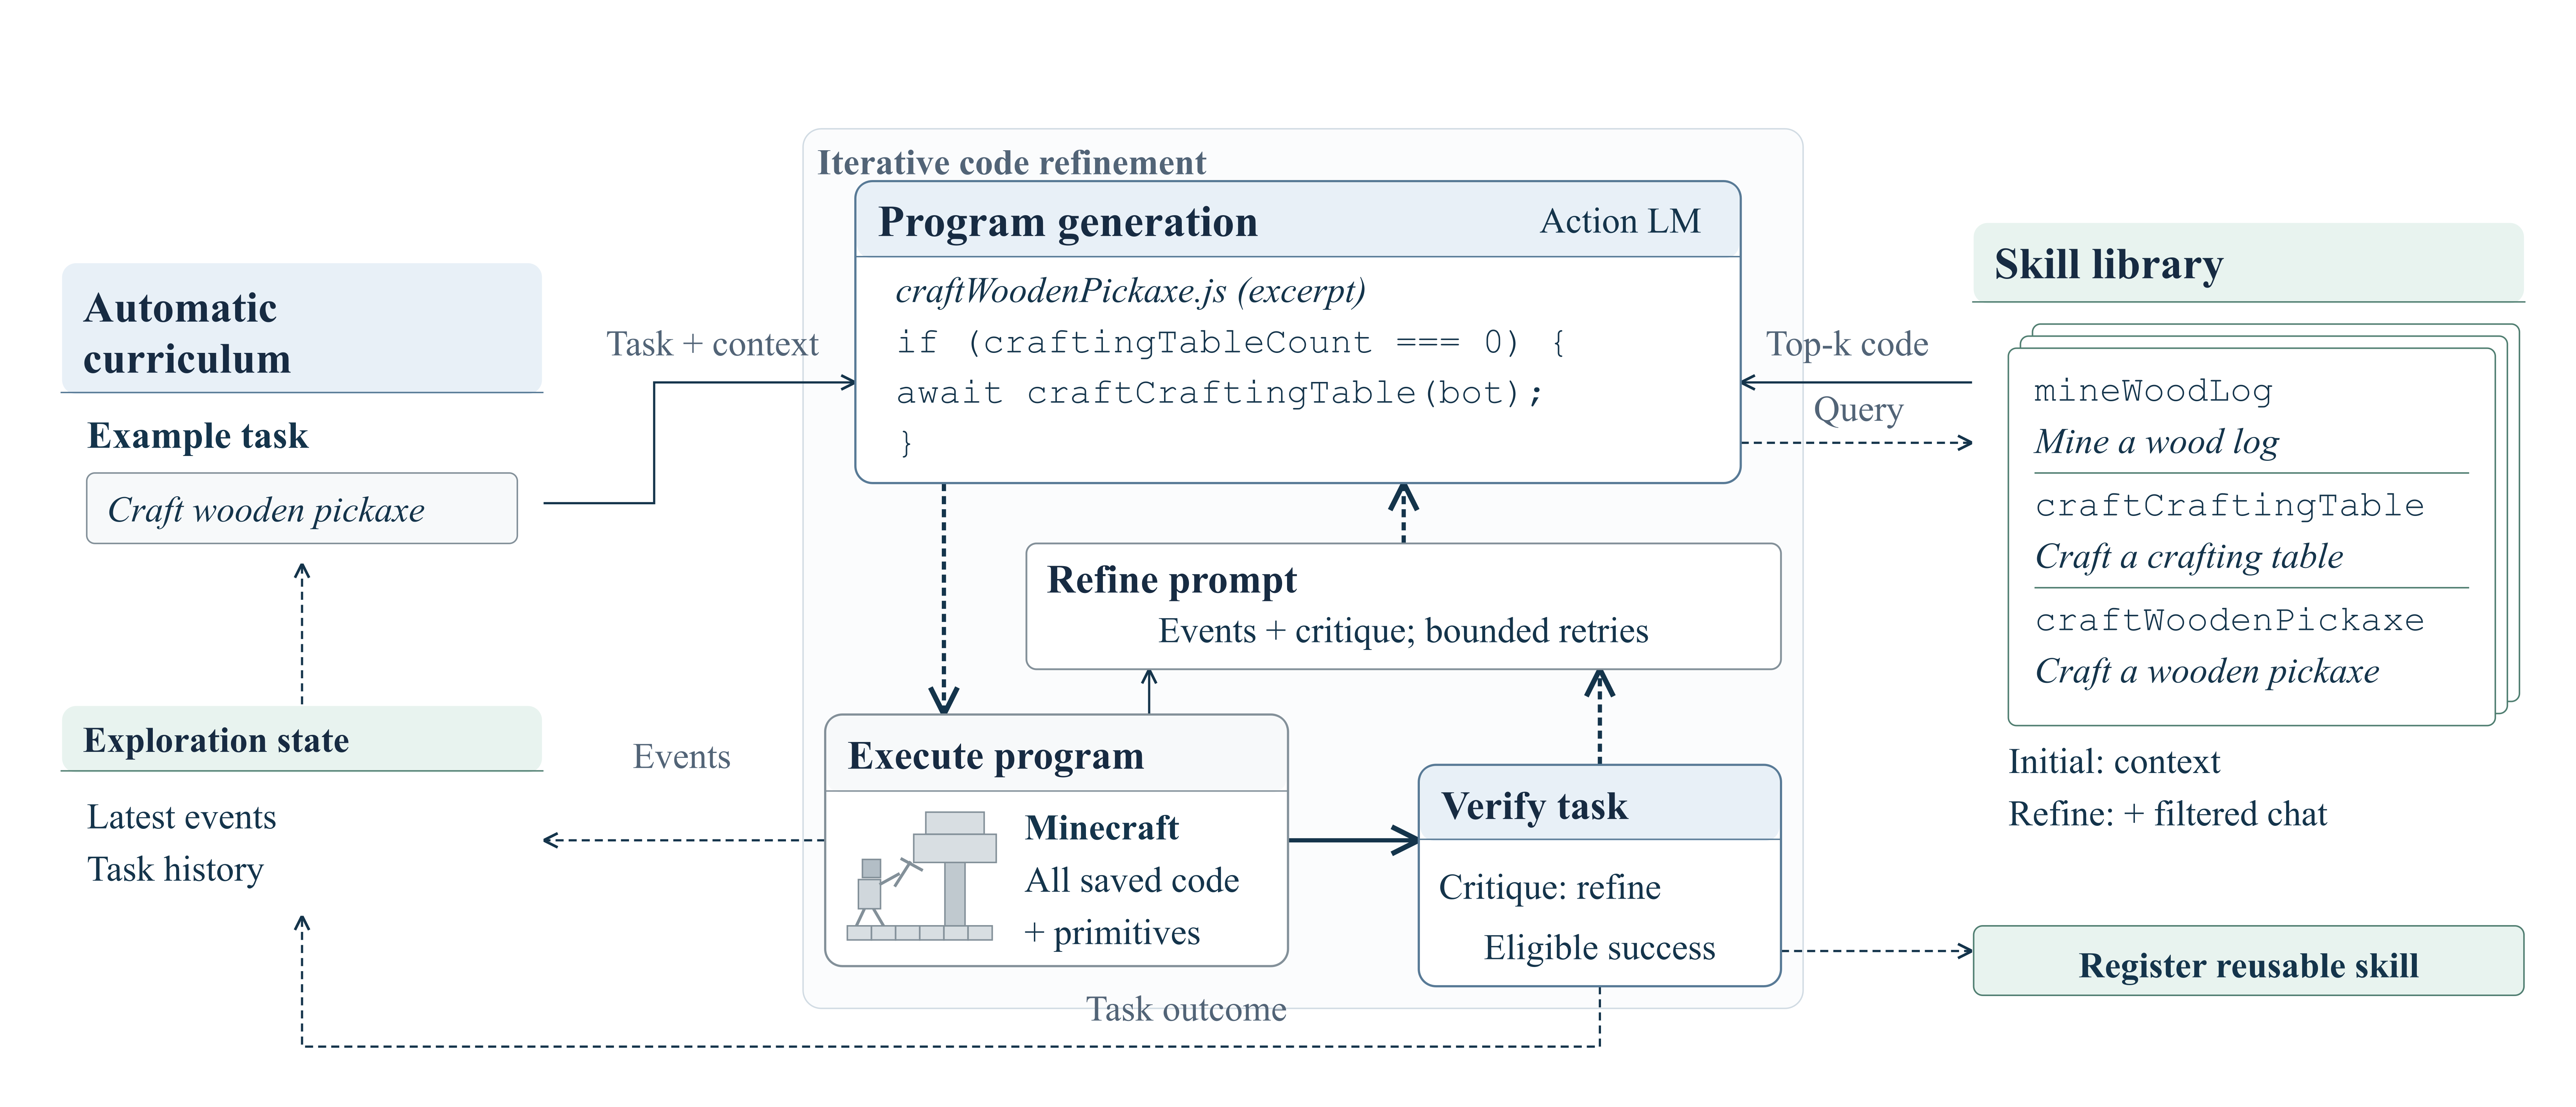 Iterative code refinement
Program generation
Action LM
craftWoodenPickaxe.js (excerpt)
if (craftingTableCount === 0) {
await craftCraftingTable(bot);
}
Automatic
curriculum
Example task
Craft wooden pickaxe
Task + context
Skill library
Top-k code
Query
mineWoodLog
Mine a wood log
craftCraftingTable
Craft a crafting table
craftWoodenPickaxe
Craft a wooden pickaxe
Initial: context
Refine: + filtered chat
Refine prompt
Events + critique; bounded retries
Exploration state
Latest events
Task history
Events
Execute program
Minecraft
All saved code
+ primitives
Verify task
Critique: refine
Eligible success
Register reusable skill
Task outcome